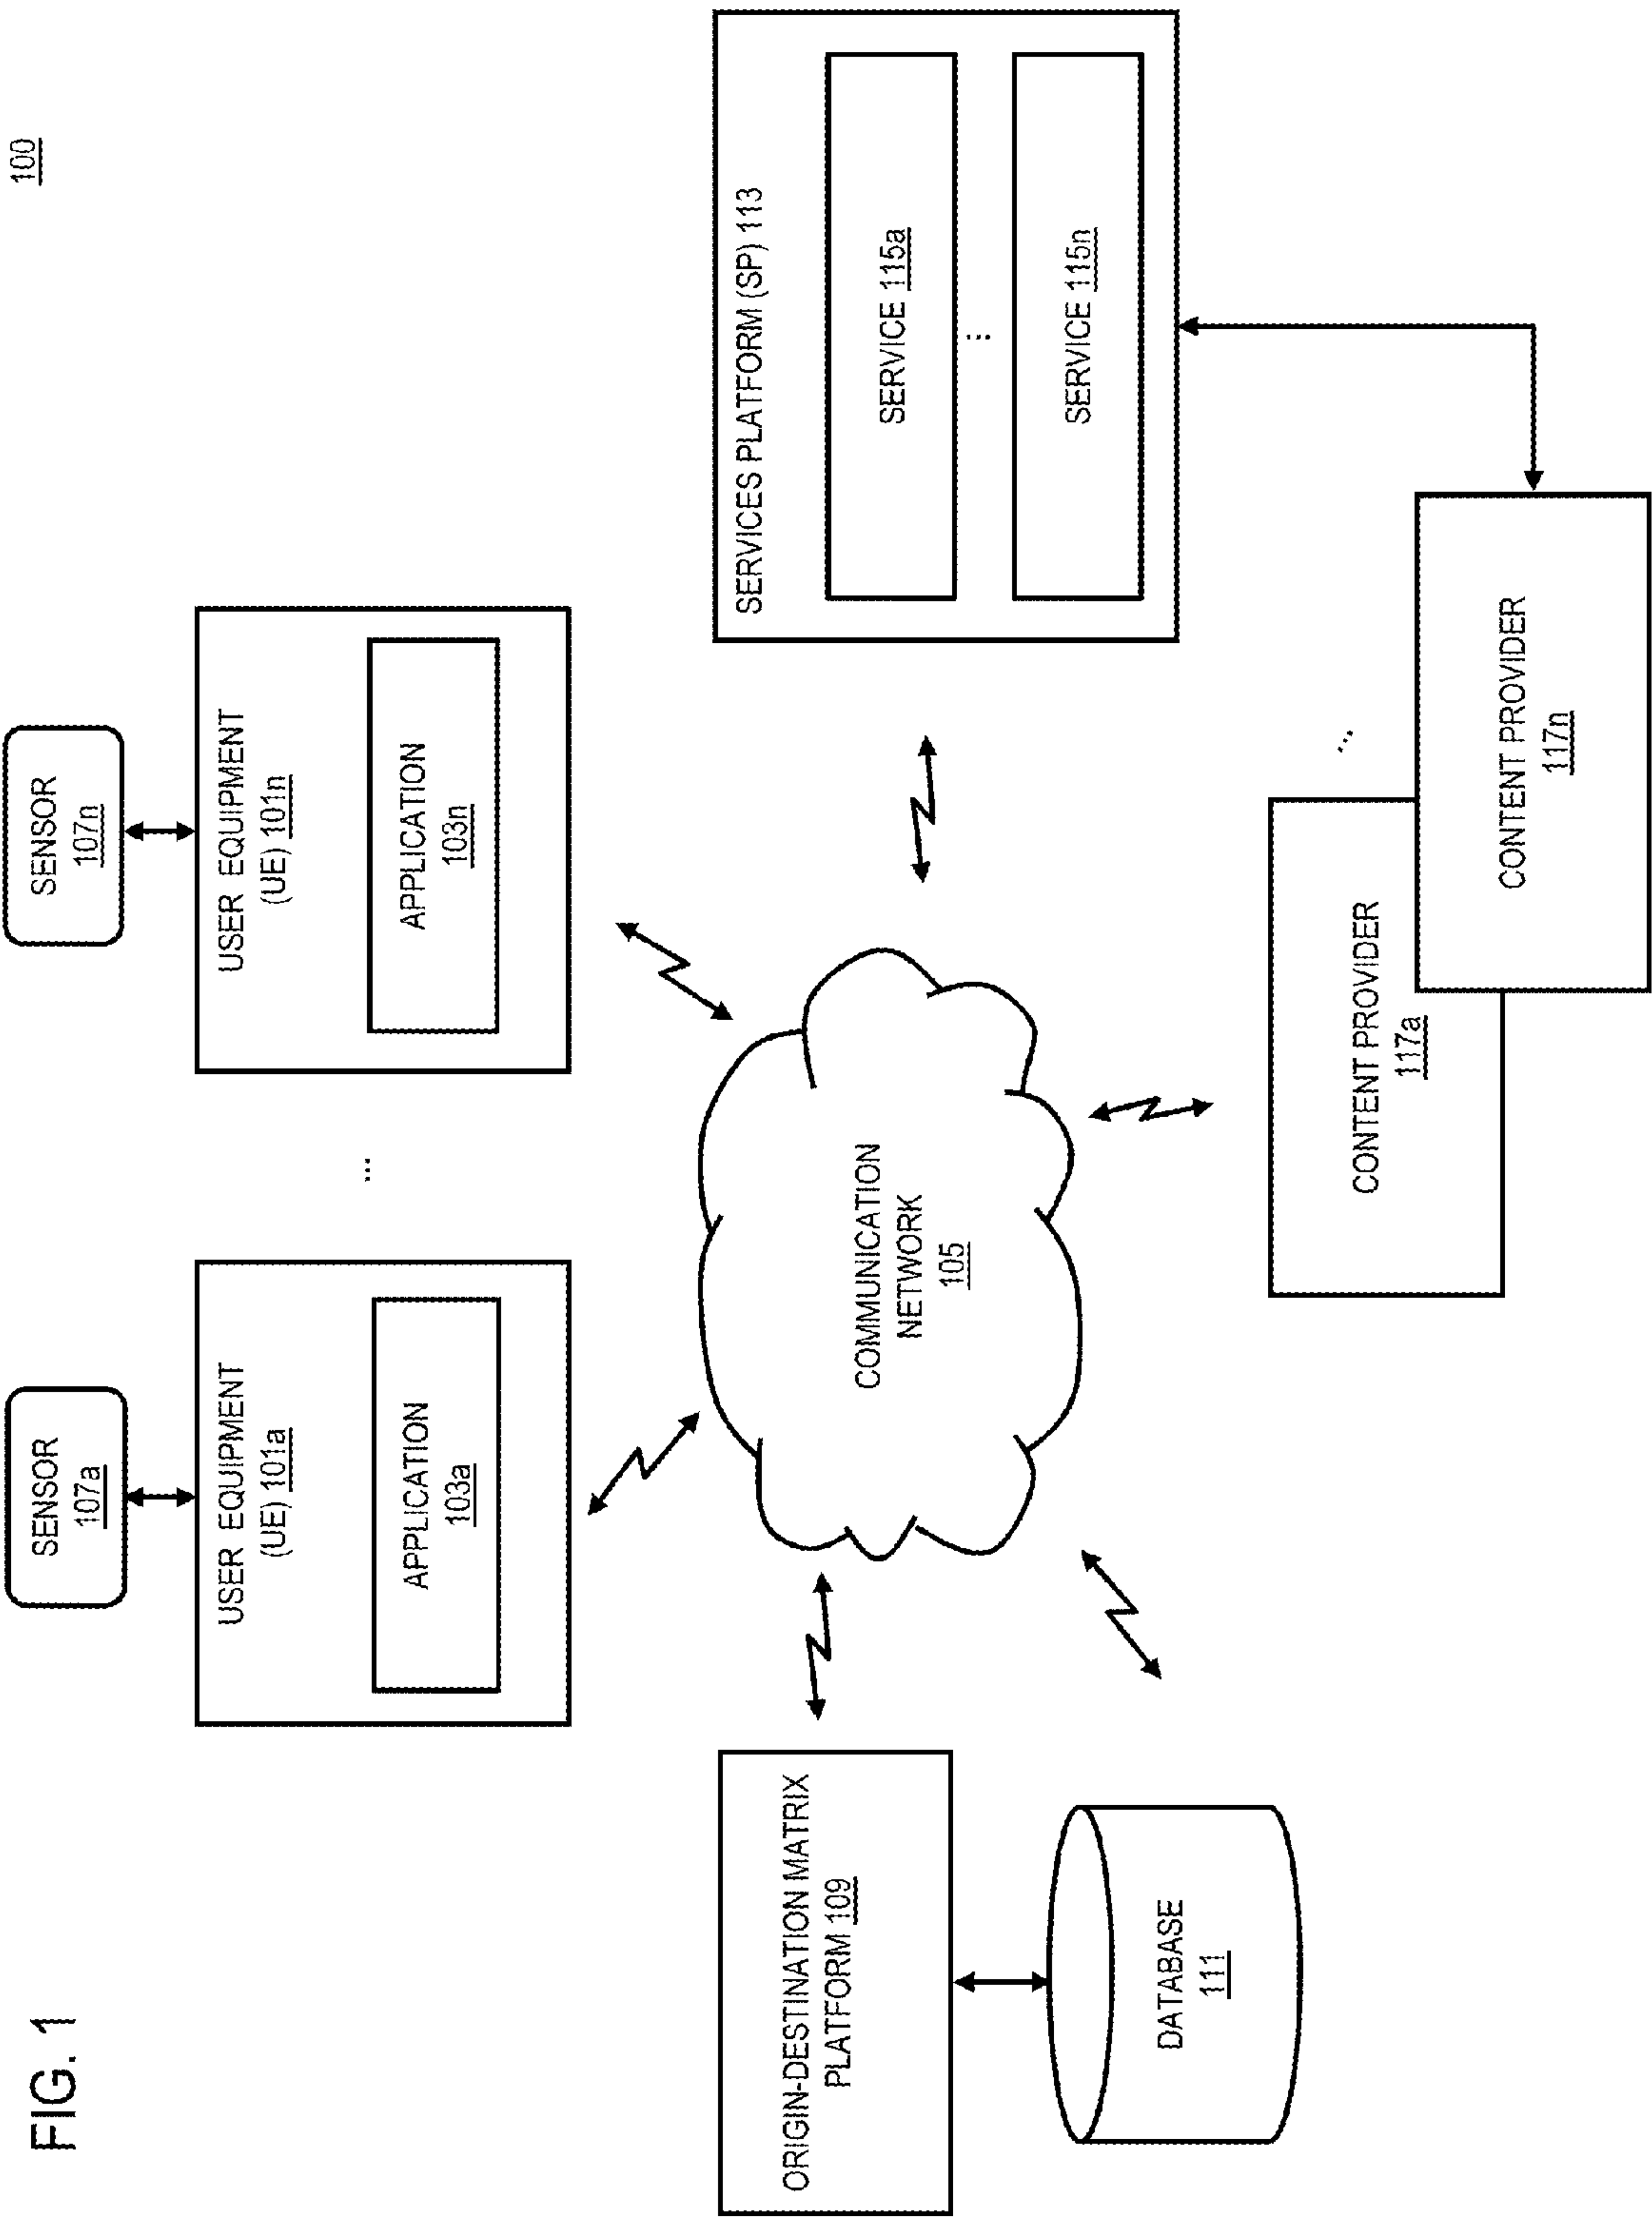 FIG. 1
100
SENSOR
107a
SENSOR
107n
USER EQUIPMENT
(UE) 101a
APPLICATION
103a
...
USER EQUIPMENT
(UE) 101n
APPLICATION
103n
ORIGIN-DESTINATION MATRIX
PLATFORM 109
DATABASE
111
COMMUNICATION
NETWORK
105
SERVICES PLATFORM (SP) 113
SERVICE 115a
...
SERVICE 115n
CONTENT PROVIDER
117a
...
CONTENT PROVIDER
117n